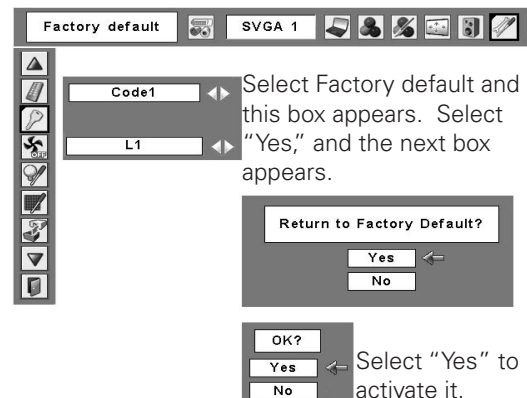 Factory default
SVGA 1
Code1
L1
OFF
Select Factory default and
this box appears.  Select
“Yes,” and the next box
appears.
Return to Factory Default?
Yes
No
OK?
Yes
No
Select “Yes” to
activate it.